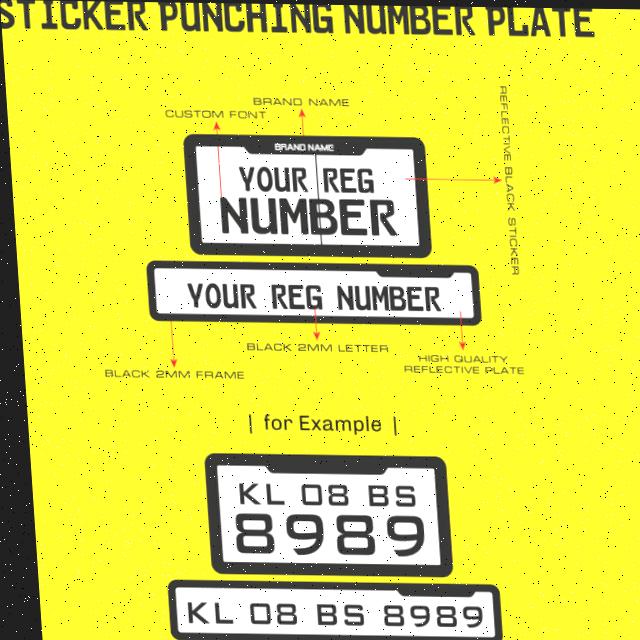 STICKER PUNCHING NUMBER PLATE
BRAND NAME
CUSTOM FONT
REFLECTIVE BLACK STICKER
BRAND NAME
YOUR REG
NUMBER
YOUR REG NUMBER
BLACK 2MM LETTER
HIGH QUALITY
REFLECTIVE PLATE
BLACK 2MM FRAME
| for Example |
KL 08 BS
8989
KL 08 BS 8989